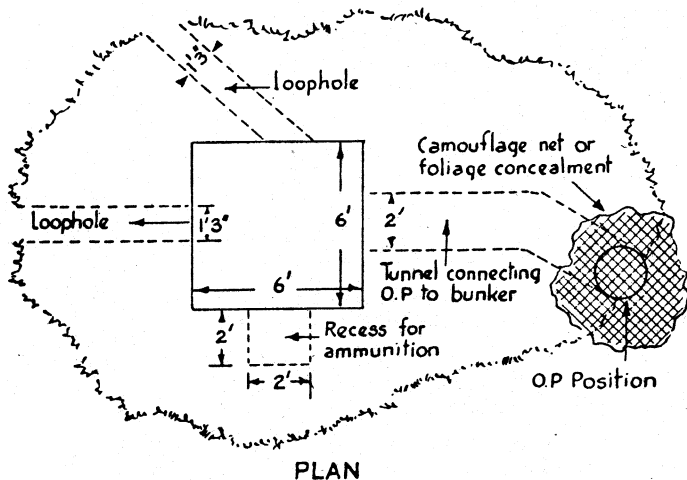 1'3"
Loophole
Camouflage net or
foliage concealment
Loophole
1'3"
6'
2'
6'
Tunnel connecting
O.P to bunker
2'
Recess for
ammunition
2'
O.P Position
PLAN